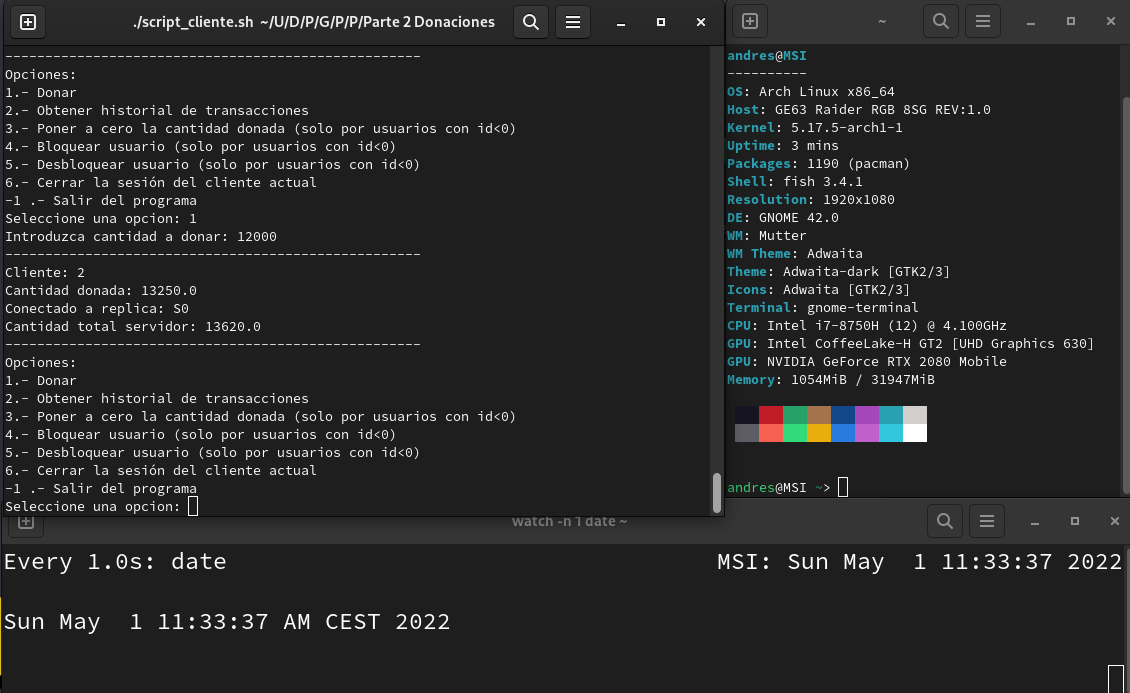 ./script_cliente.sh ~/U/D/P/G/P/P/Parte 2 Donaciones
----------------------------------------------------
Opciones:
1.- Donar
2.- Obtener historial de transacciones
3.- Poner a cero la cantidad donada (solo por usuarios con id<0)
4.- Bloquear usuario (solo por usuarios con id<0)
5.- Desbloquear usuario (solo por usuarios con id<0)
6.- Cerrar la sesión del cliente actual
-1 .- Salir del programa
Seleccione una opcion: 1
Introduzca cantidad a donar: 12000
----------------------------------------------------
Cliente: 2
Cantidad donada: 13250.0
Conectado a replica: S0
Cantidad total servidor: 13620.0
----------------------------------------------------
Opciones:
1.- Donar
2.- Obtener historial de transacciones
3.- Poner a cero la cantidad donada (solo por usuarios con id<0)
4.- Bloquear usuario (solo por usuarios con id<0)
5.- Desbloquear usuario (solo por usuarios con id<0)
6.- Cerrar la sesión del cliente actual
-1 .- Salir del programa
Seleccione una opcion:
~
andres@MSI
----------
OS: Arch Linux x86_64
Host: GE63 Raider RGB 8SG REV:1.0
Kernel: 5.17.5-arch1-1
Uptime: 3 mins
Packages: 1190 (pacman)
Shell: fish 3.4.1
Resolution: 1920x1080
DE: GNOME 42.0
WM: Mutter
WM Theme: Adwaita
Theme: Adwaita-dark [GTK2/3]
Icons: Adwaita [GTK2/3]
Terminal: gnome-terminal
CPU: Intel i7-8750H (12) @ 4.100GHz
GPU: Intel CoffeeLake-H GT2 [UHD Graphics 630]
GPU: NVIDIA GeForce RTX 2080 Mobile
Memory: 1054MiB / 31947MiB
andres@MSI ~>
watch -n 1 date ~
Every 1.0s: date MSI: Sun May  1 11:33:37 2022
Sun May  1 11:33:37 AM CEST 2022